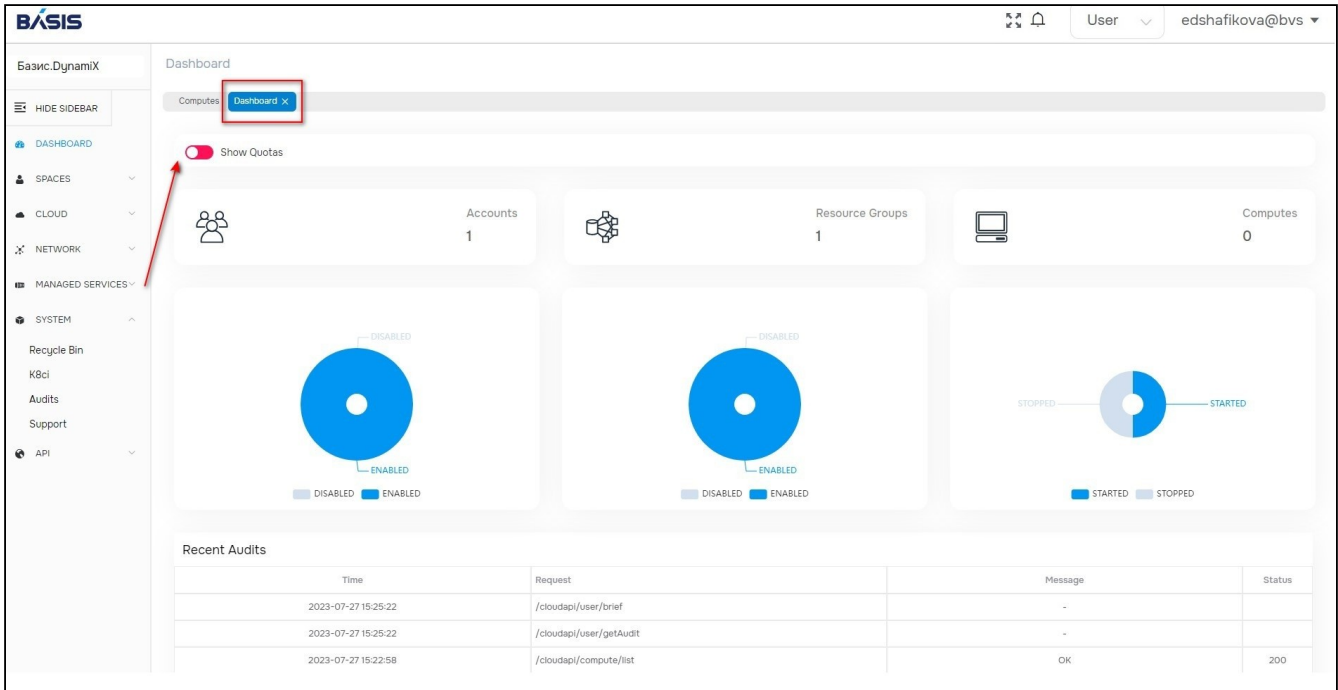 BASIS
User
edshafikova@bvs
Базис.DynamiX
Dashboard
HIDE SIDEBAR
Computes Dashboard ×
DASHBOARD
Show Quotas
SPACES
CLOUD
NETWORK
MANAGED SERVICES
SYSTEM
Recycle Bin
K8ci
Audits
Support
API
Accounts
1
Resource Groups
1
Computes
0
DISABLED
ENABLED
DISABLED ENABLED
DISABLED
ENABLED
DISABLED ENABLED
STOPPED STARTED
STARTED STOPPED
Recent Audits
Time Request Message Status
2023-07-27 15:25:22 /cloudapi/user/brief -
2023-07-27 15:25:22 /cloudapi/user/getAudit -
2023-07-27 15:22:58 /cloudapi/compute/list OK 200